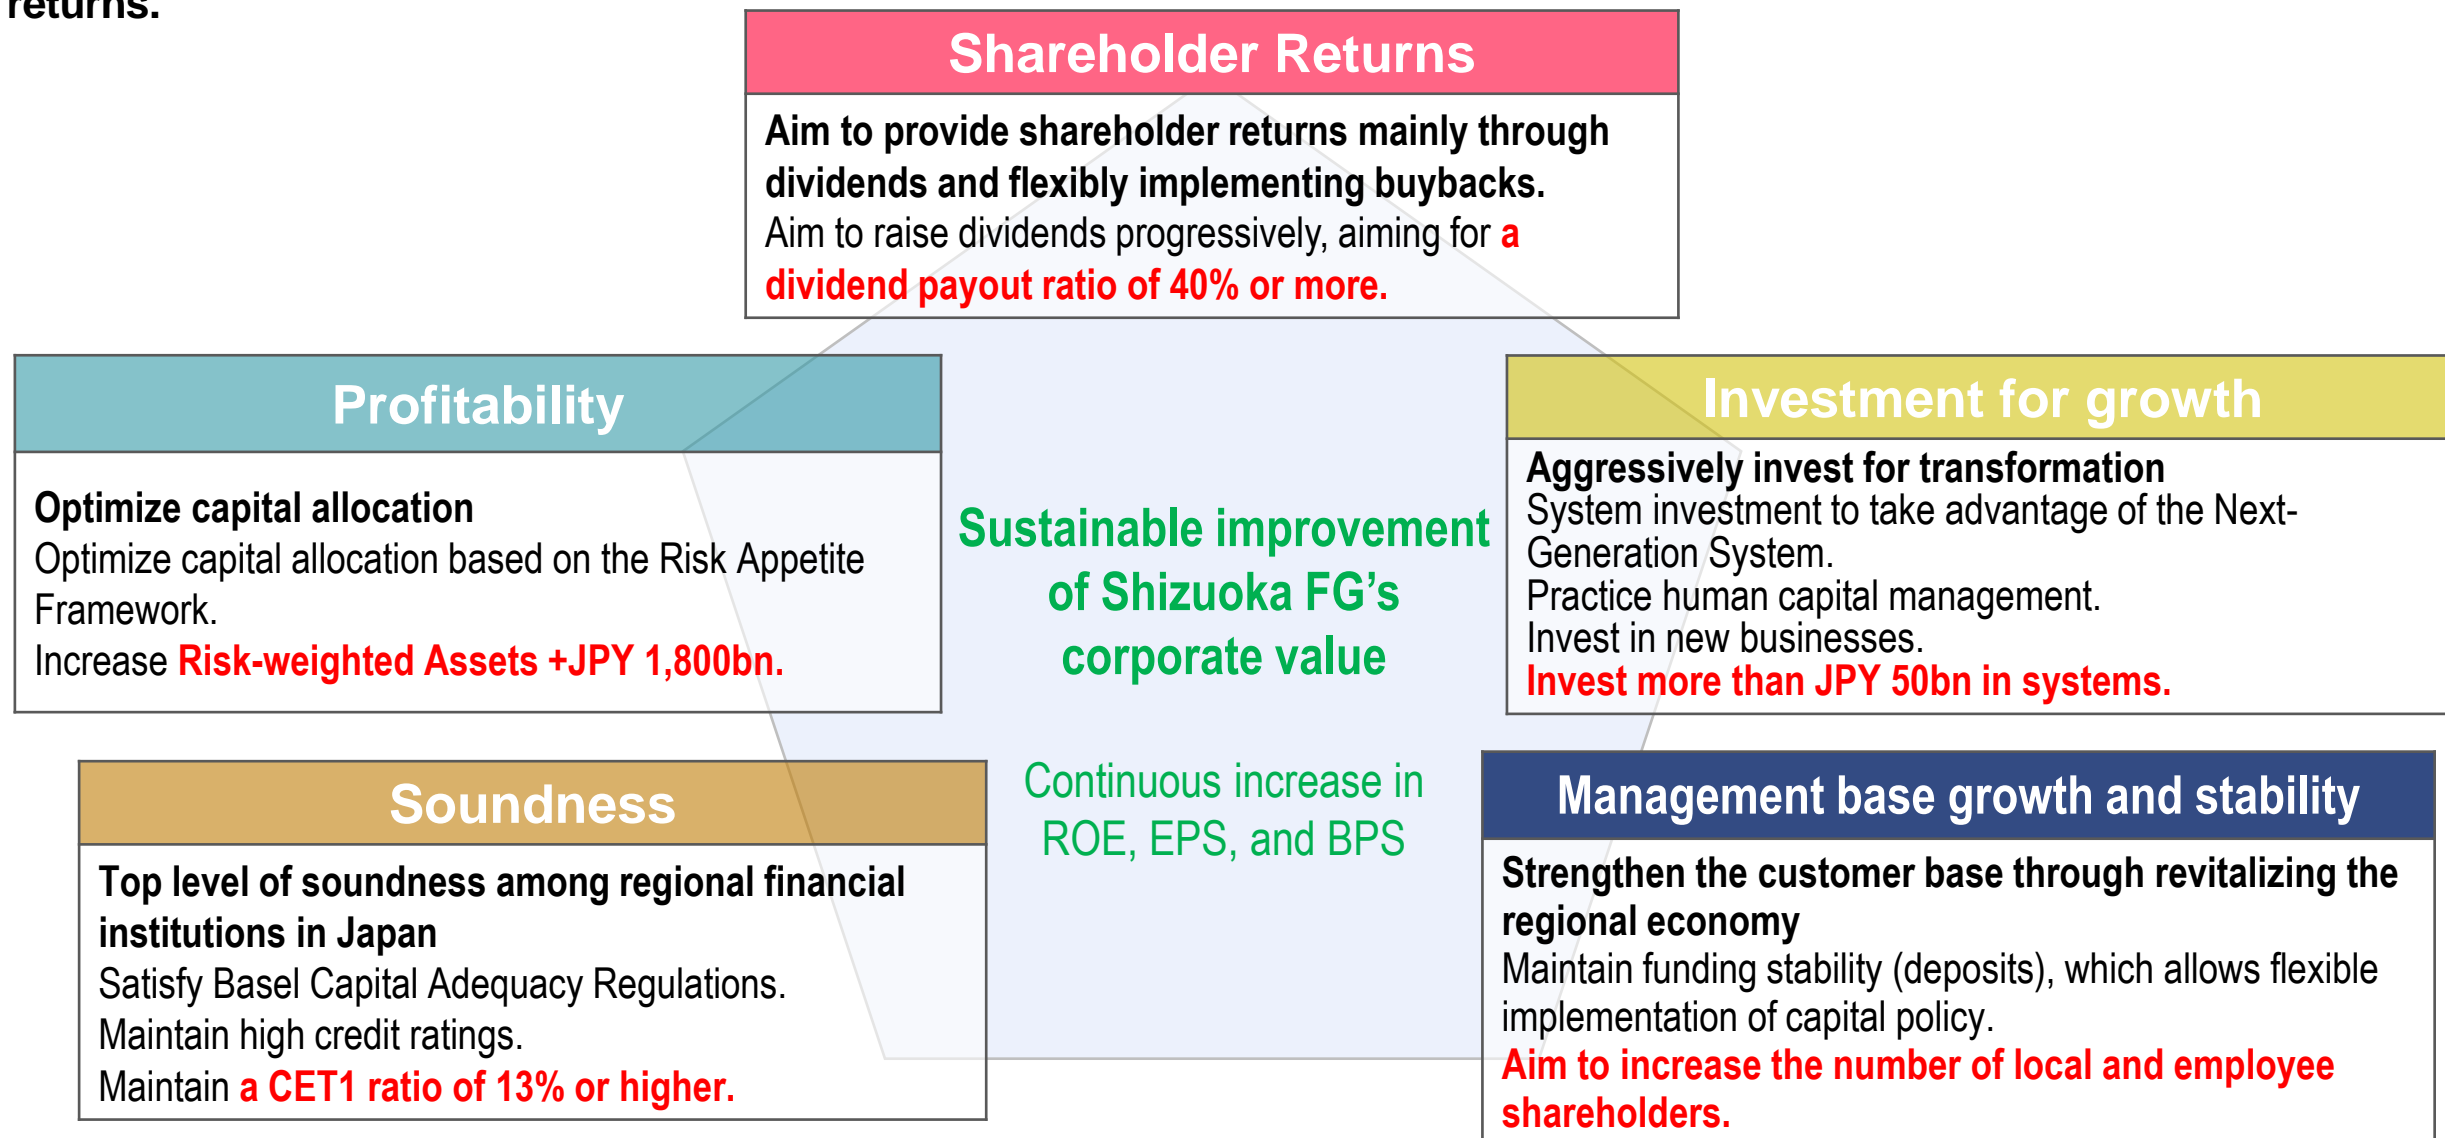 returns.
Shareholder Returns
Aim to provide shareholder returns mainly through
dividends and flexibly implementing buybacks.
Aim to raise dividends progressively, aiming for a
dividend payout ratio of 40% or more.
Profitability
Optimize capital allocation
Optimize capital allocation based on the Risk Appetite
Framework.
Increase Risk-weighted Assets +JPY 1,800bn.
Investment for growth
Aggressively invest for transformation
System investment to take advantage of the Next-
Generation System.
Practice human capital management.
Invest in new businesses.
Invest more than JPY 50bn in systems.
Sustainable improvement
of Shizuoka FG’s
corporate value
Continuous increase in
ROE, EPS, and BPS
Soundness
Top level of soundness among regional financial
institutions in Japan
Satisfy Basel Capital Adequacy Regulations.
Maintain high credit ratings.
Maintain a CET1 ratio of 13% or higher.
Management base growth and stability
Strengthen the customer base through revitalizing the
regional economy
Maintain funding stability (deposits), which allows flexible
implementation of capital policy.
Aim to increase the number of local and employee
shareholders.